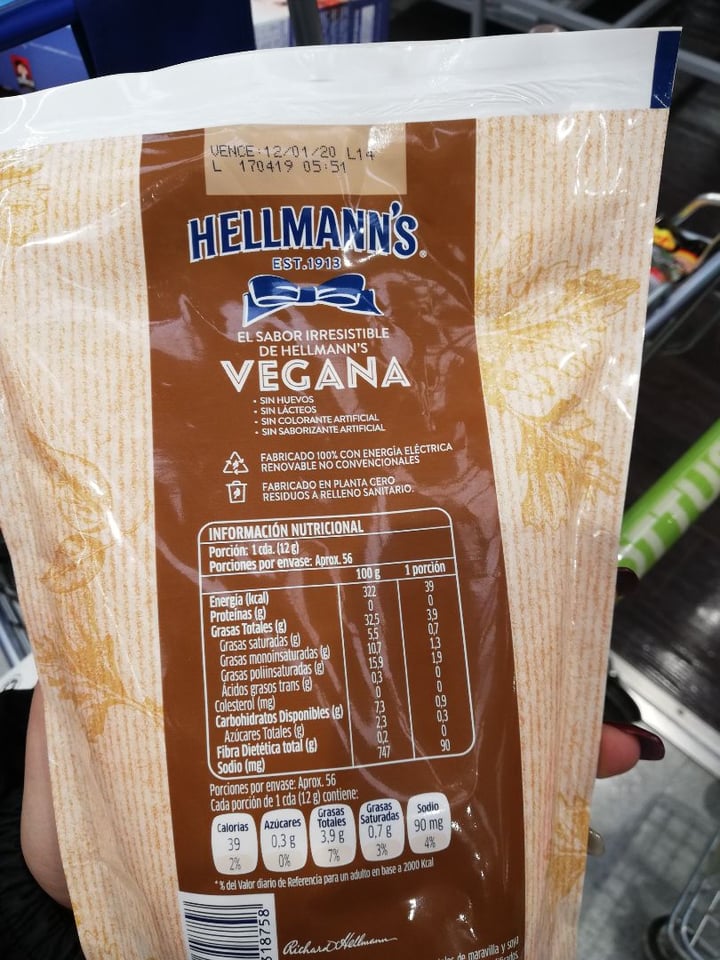 VENCE:12/01/20 L14
L 170419 05:51
HELLMANN'S®
EST.1913
EL SABOR IRRESISTIBLE
DE HELLMANN'S
VEGANA
• SIN HUEVOS
• SIN LÁCTEOS
• SIN COLORANTE ARTIFICIAL
• SIN SABORIZANTE ARTIFICIAL
FABRICADO 100% CON ENERGÍA ELÉCTRICA
RENOVABLE NO CONVENCIONALES
FABRICADO EN PLANTA CERO
RESIDUOS A RELLENO SANITARIO.
INFORMACIÓN NUTRICIONAL
Porción: 1 cda. (12 g)
Porciones por envase: Aprox. 56
100 g 1 porción
Energía (kcal) 322 39
Proteínas (g) 0 0
Grasas Totales (g) 32,5 3,9
Grasas saturadas (g) 5,5 0,7
Grasas monoinsaturadas (g) 10,7 1,3
Grasas poliinsaturadas (g) 15,9 1,9
Ácidos grasos trans (g) 0,3 0
Colesterol (mg) 0 0
Carbohidratos Disponibles (g) 7,3 0,9
Azúcares Totales (g) 2,3 0,3
Fibra Dietética total (g) 0,2 0
Sodio (mg) 747 90
Porciones por envase: Aprox. 56
Cada porción de 1 cda (12 g) contiene:
Calorías 39 2%
Azúcares 0,3 g 0%
Grasas Totales 3,9 g 7%
Grasas Saturadas 0,7 g 3%
Sodio 90 mg 4%
*% del Valor diario de Referencia para un adulto en base a 2000 Kcal
518758
Richard Hellmann
de maravilla y soya